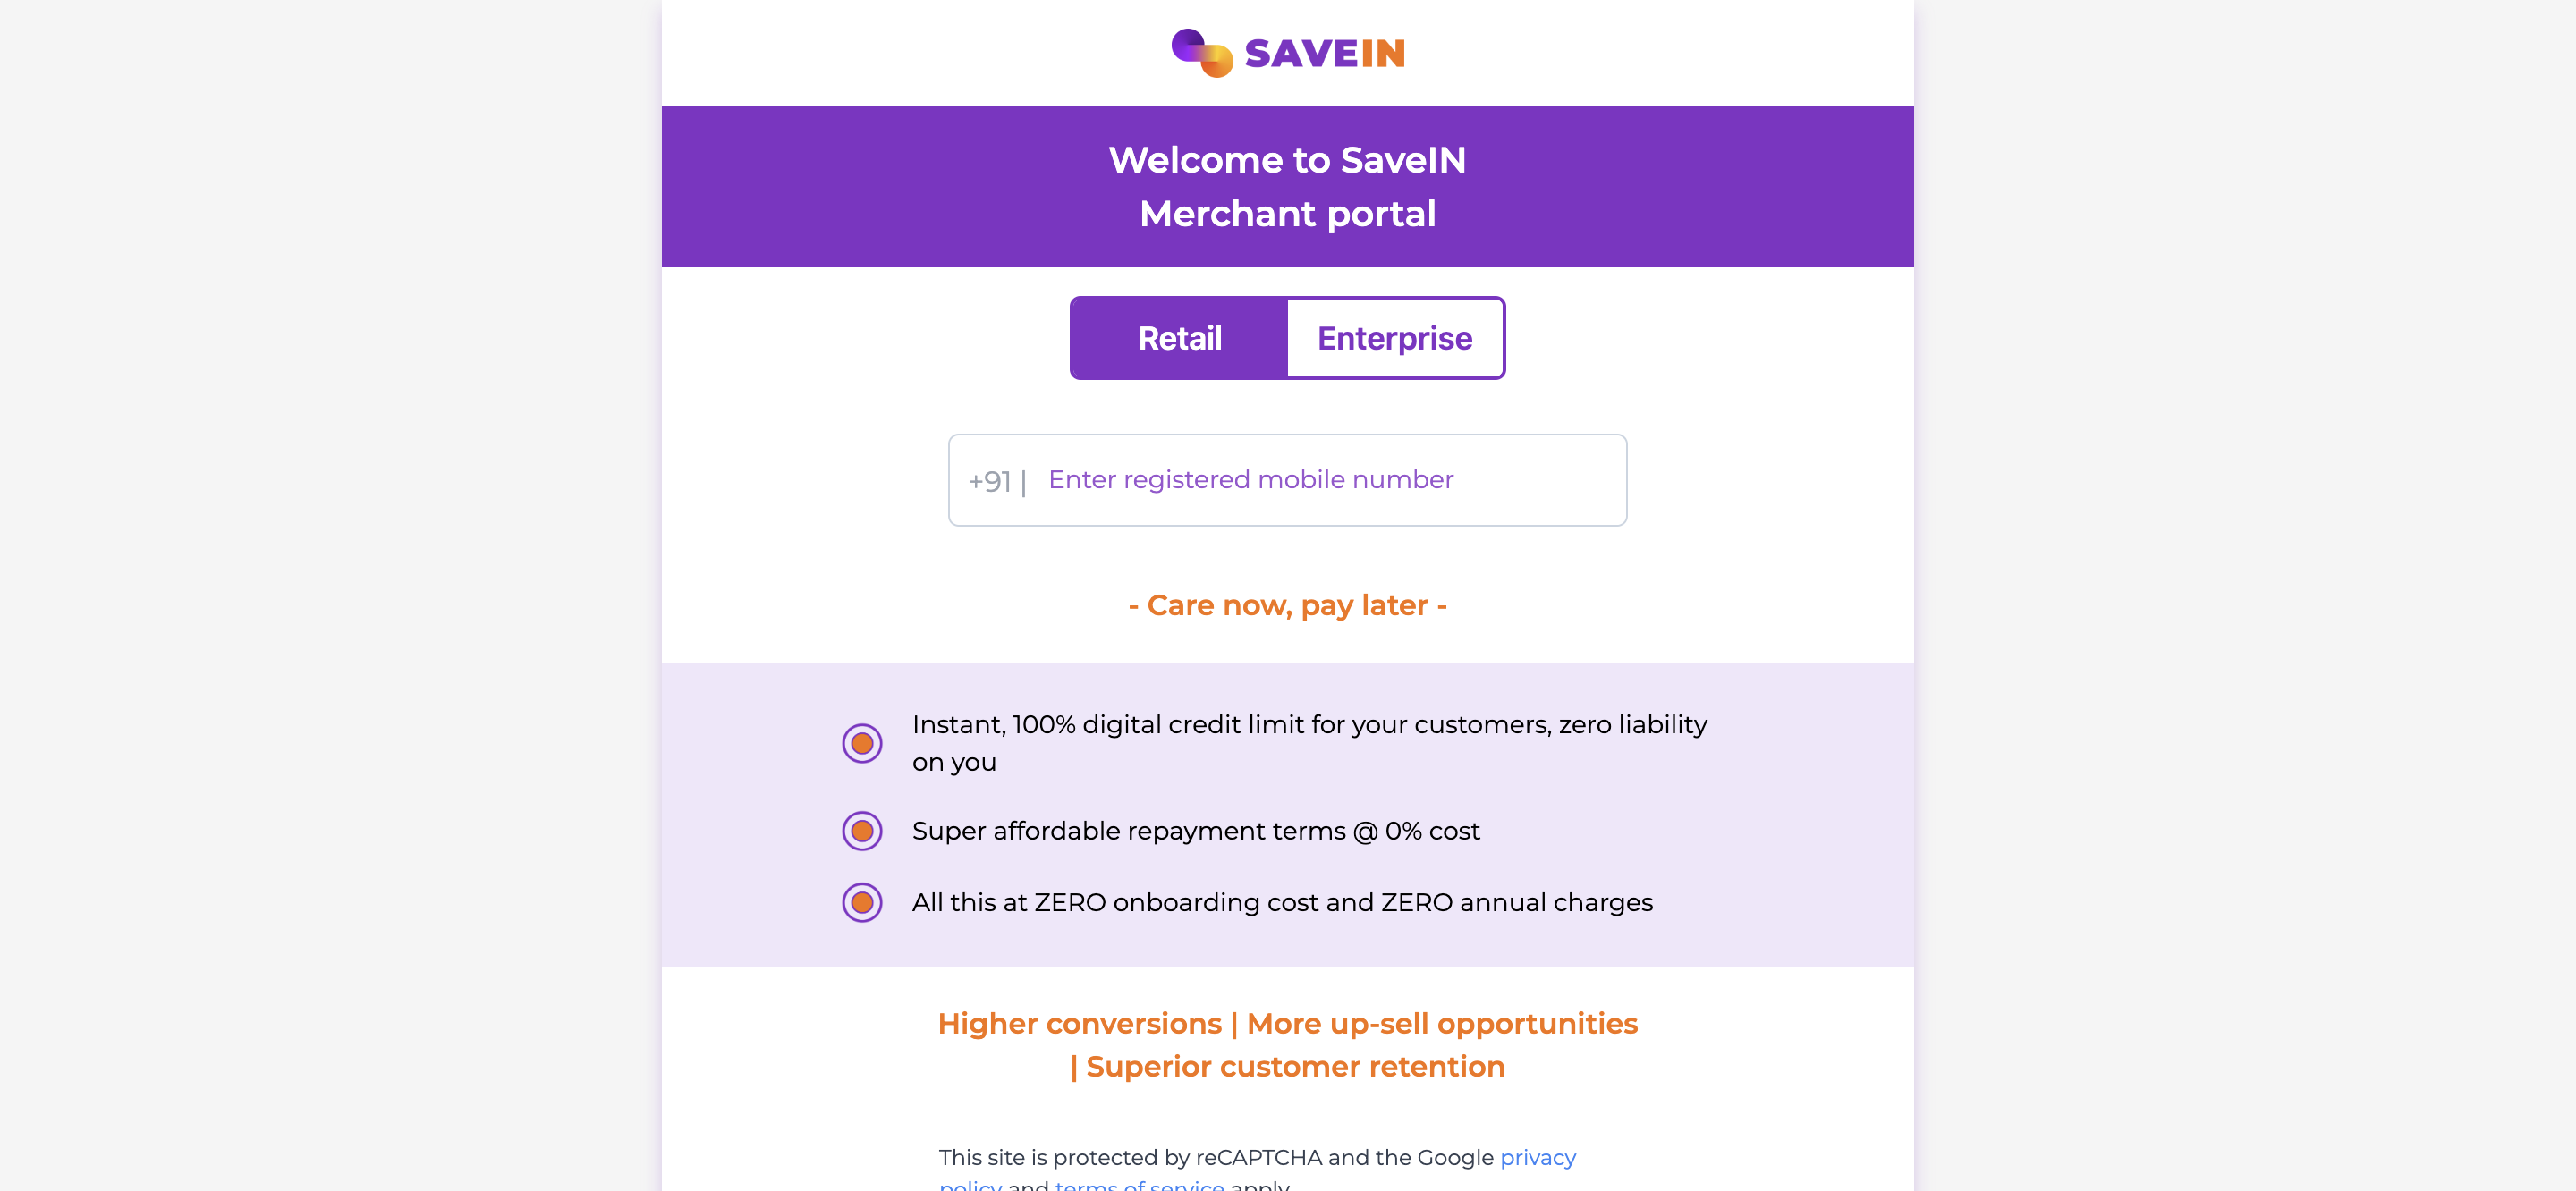 SAVEIN
Welcome to SaveIN
Merchant portal
Retail
Enterprise
+91 |
Enter registered mobile number
- Care now, pay later -
Instant, 100% digital credit limit for your customers, zero liability
on you
Super affordable repayment terms @ 0% cost
All this at ZERO onboarding cost and ZERO annual charges
Higher conversions | More up-sell opportunities
| Superior customer retention
This site is protected by reCAPTCHA and the Google privacy
policy and terms of service apply